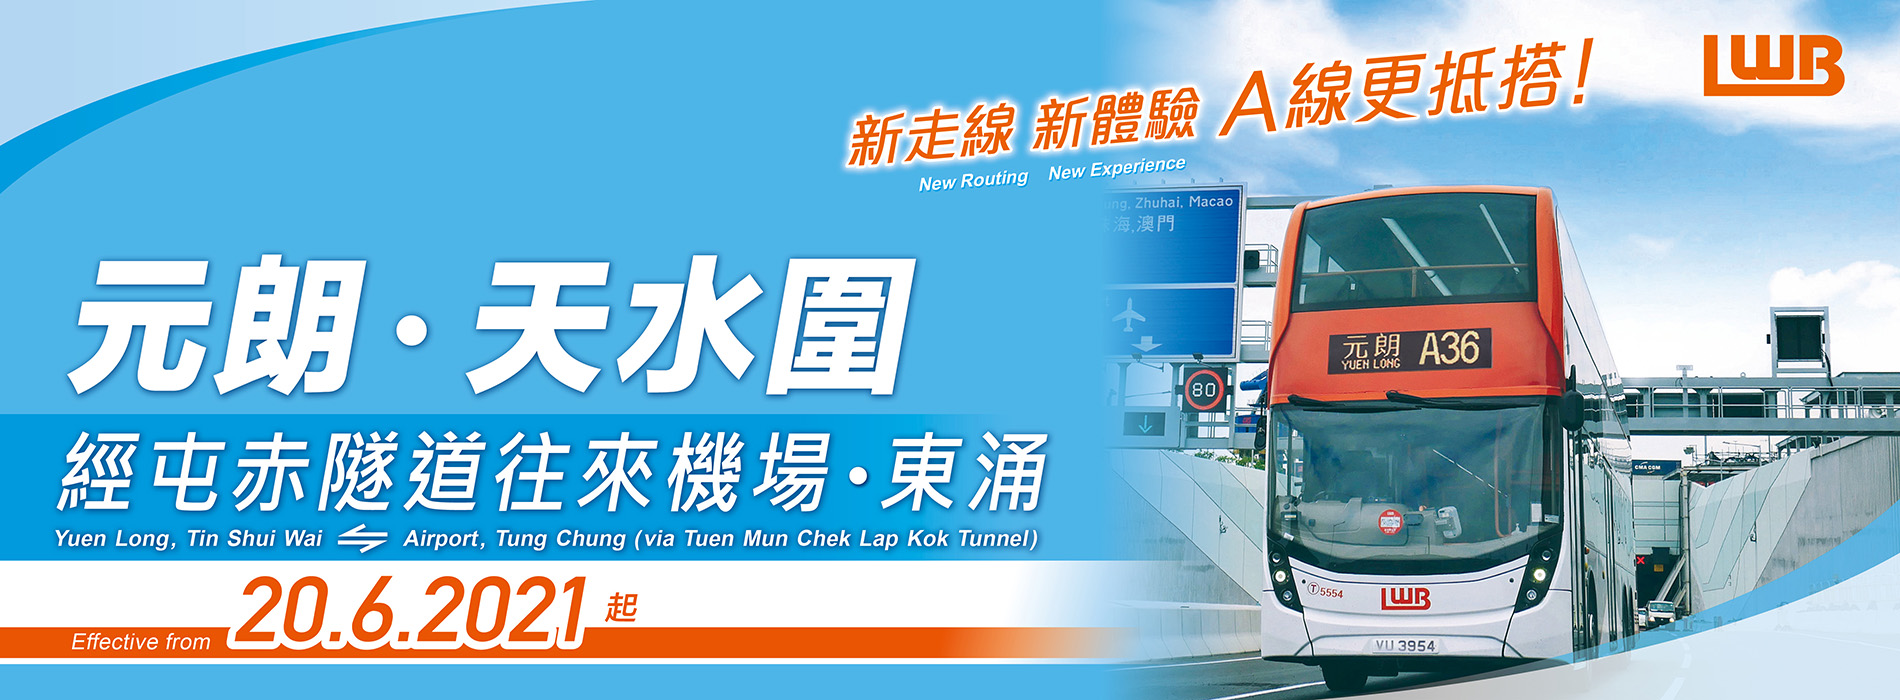 新走線 新體驗 A線更抵搭!
New Routing New Experience
LWB
元朗・天水圍
經屯赤隧道往來機場・東涌
Yuen Long, Tin Shui Wai ⇌ Airport, Tung Chung (via Tuen Mun Chek Lap Kok Tunnel)
Effective from 20.6.2021 起
Zhuhai, Macao
海,澳門
80
元朗 A36
YUEN LONG
CMA CGM
T 5554
LWB
VU 3954